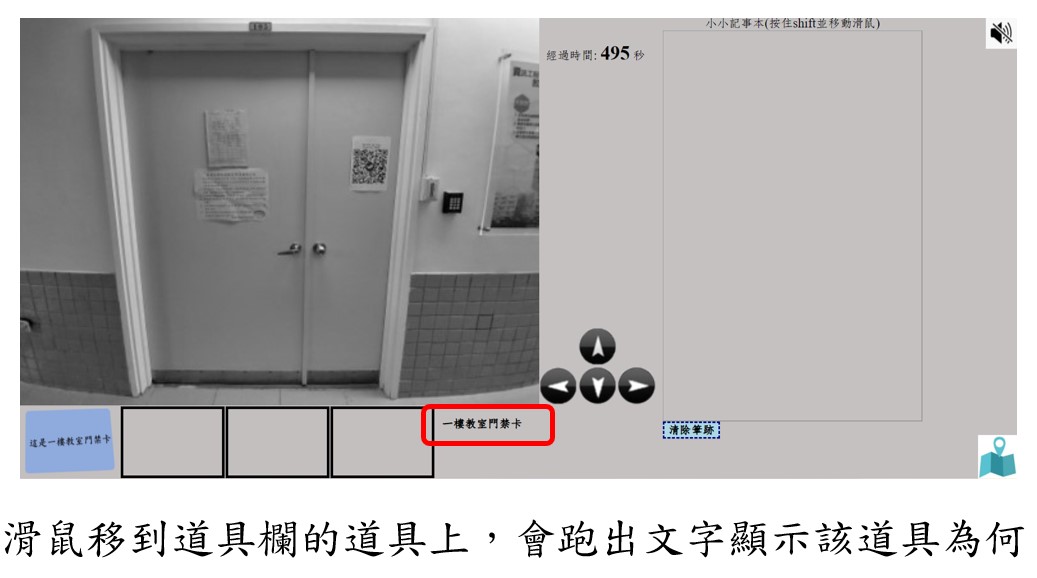 小小記事本(按住shift並移動滑鼠)
經過時間: 495 秒
這是一樓教室門禁卡
一樓教室門禁卡
清除筆跡
滑鼠移到道具欄的道具上，會跑出文字顯示該道具為何